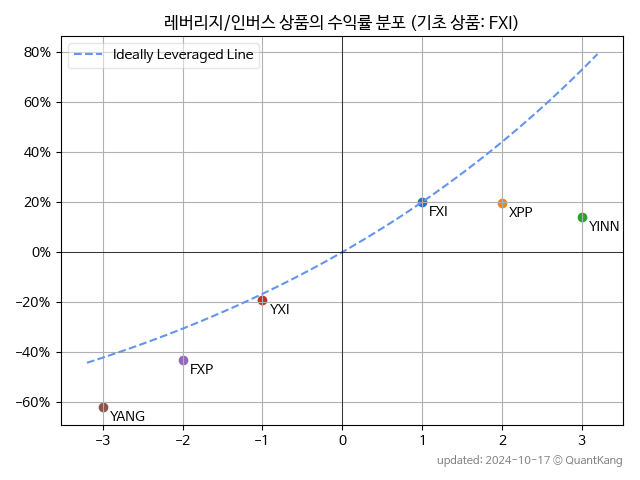 레버리지/인버스 상품의 수익률 분포 (기초 상품: FXI)
Ideally Leveraged Line
80%
60%
40%
20%
0%
−20%
−40%
−60%
FXI
XPP
YINN
YXI
FXP
YANG
−3
−2
−1
0
1
2
3
updated: 2024-10-17 © QuantKang